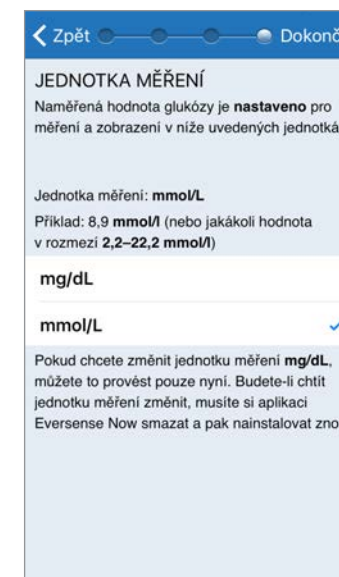 Zpět Dokonč
JEDNOTKA MĚŘENÍ
Naměřená hodnota glukózy je nastaveno pro
měření a zobrazení v níže uvedených jednotká
Jednotka měření: mmol/L
Příklad: 8,9 mmol/l (nebo jakákoli hodnota
v rozmezí 2,2–22,2 mmol/l)
mg/dL
mmol/L
Pokud chcete změnit jednotku měření mg/dL,
můžete to provést pouze nyní. Budete-li chtít
jednotku měření změnit, musíte si aplikaci
Eversense Now smazat a pak nainstalovat zno